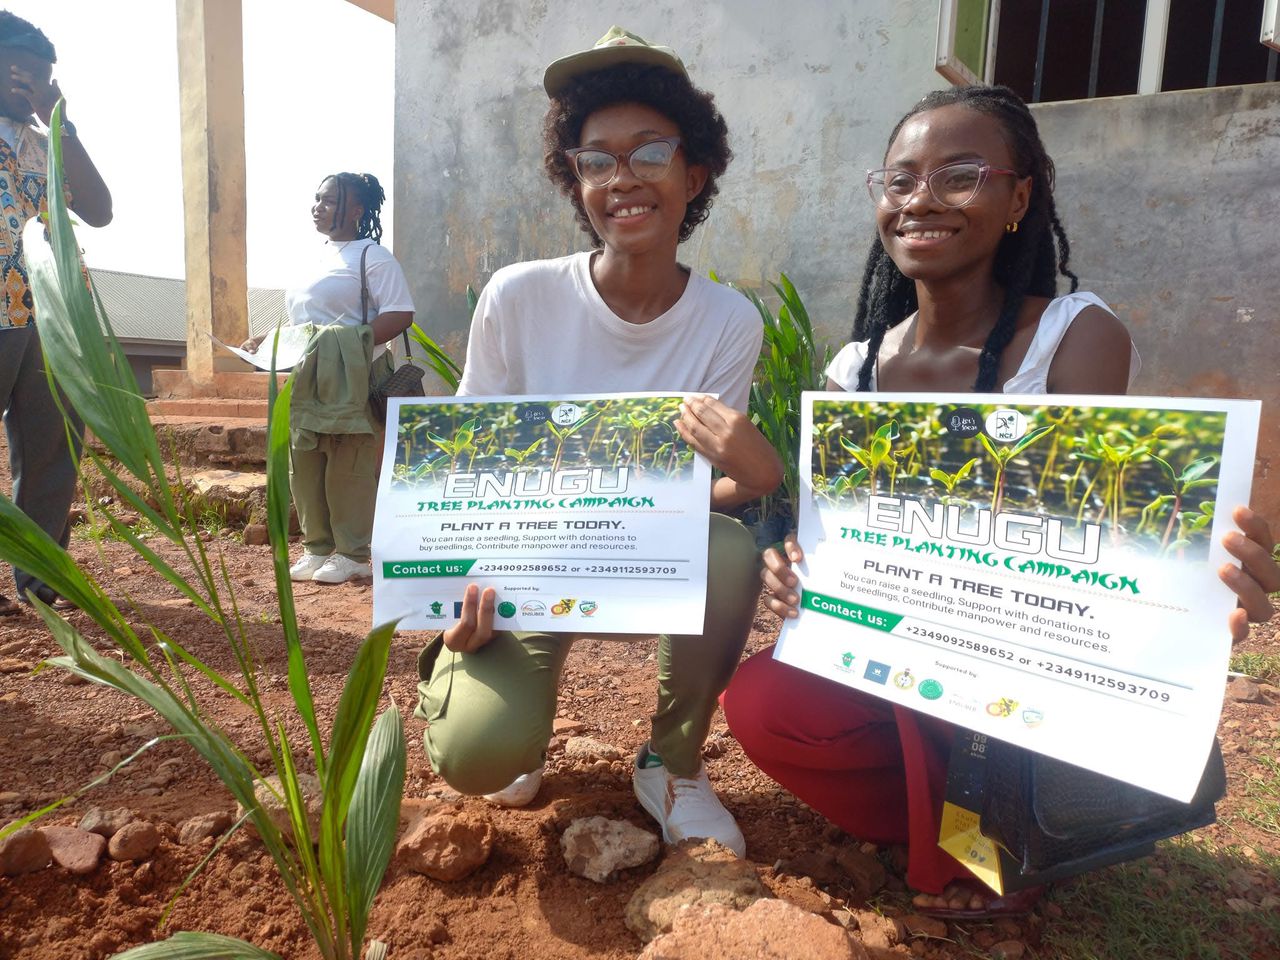 NCF
ENUGU
TREE PLANTING CAMPAIGN
PLANT A TREE TODAY.
You can raise a seedling, Support with donations to
buy seedlings, Contribute manpower and resources.
Contact us: +2349092589652 or +2349112593709
Supported by:
ENSUBEB
NCF
ENUGU
TREE PLANTING CAMPAIGN
PLANT A TREE TODAY.
You can raise a seedling, Support with donations to
buy seedlings, Contribute manpower and resources.
Contact us: +2349092589652 or +2349112593709
Supported by:
ENSUBEB